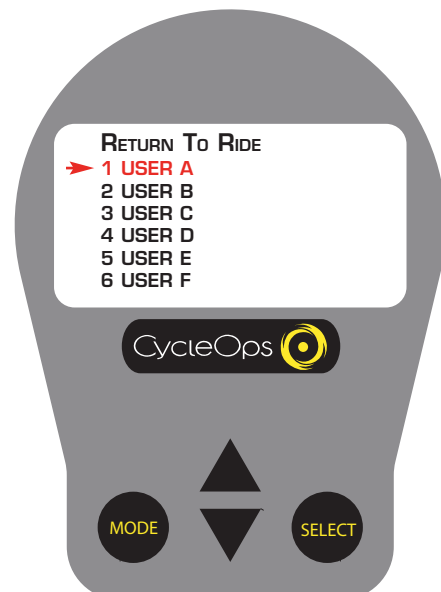 Return To Ride
1 USER A
2 USER B
3 USER C
4 USER D
5 USER E
6 USER F
CycleOps
MODE
SELECT